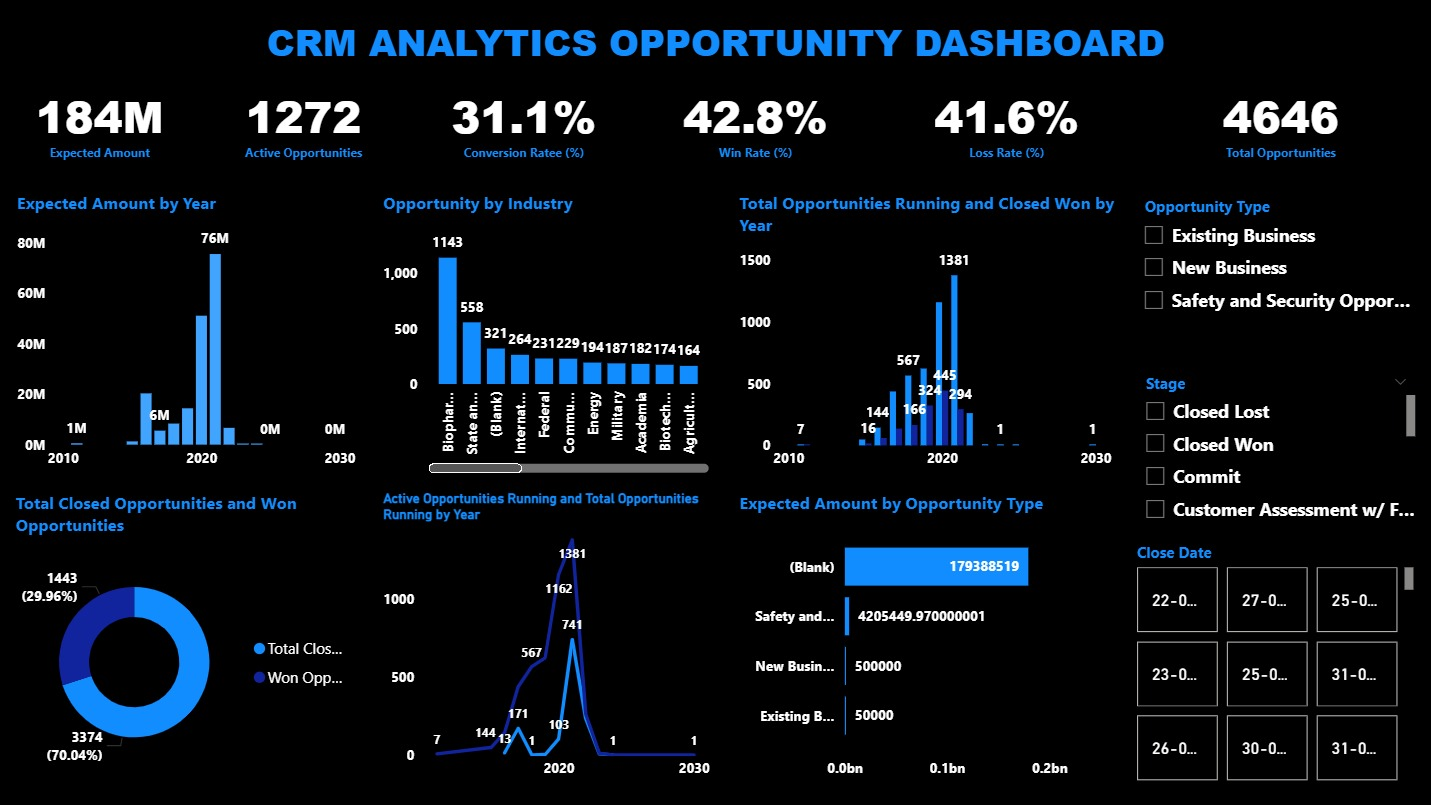 CRM ANALYTICS OPPORTUNITY DASHBOARD
184M
Expected Amount
1272
Active Opportunities
31.1%
Conversion Ratee (%)
42.8%
Win Rate (%)
41.6%
Loss Rate (%)
4646
Total Opportunities
Expected Amount by Year
80M
60M
40M
20M
0M
1M
6M
76M
0M
0M
2010
2020
2030
Opportunity by Industry
1,000
500
0
1143
558
321
264
231
229
194
187
182
174
164
Biophar...
State an...
(Blank)
Internat...
Federal
Commu...
Energy
Military
Academia
Biotech...
Agricult...
Total Opportunities Running and Closed Won by
Year
1500
1000
500
0
7
16
144
567
166
324
445
1381
294
1
1
2010
2020
2030
Opportunity Type
Existing Business
New Business
Safety and Security Oppor...
Stage
Closed Lost
Closed Won
Commit
Customer Assessment w/ F...
Total Closed Opportunities and Won
Opportunities
1443
(29.96%)
3374
(70.04%)
Total Clos...
Won Opp...
Active Opportunities Running and Total Opportunities
Running by Year
1000
500
0
7
144
13
171
567
1
103
1162
1381
741
1
1
2020
2030
Expected Amount by Opportunity Type
(Blank)
179388519
Safety and...
4205449.970000001
New Busin...
500000
Existing B...
50000
0.0bn
0.1bn
0.2bn
Close Date
22-0...
27-0...
25-0...
23-0...
25-0...
31-0...
26-0...
30-0...
31-0...